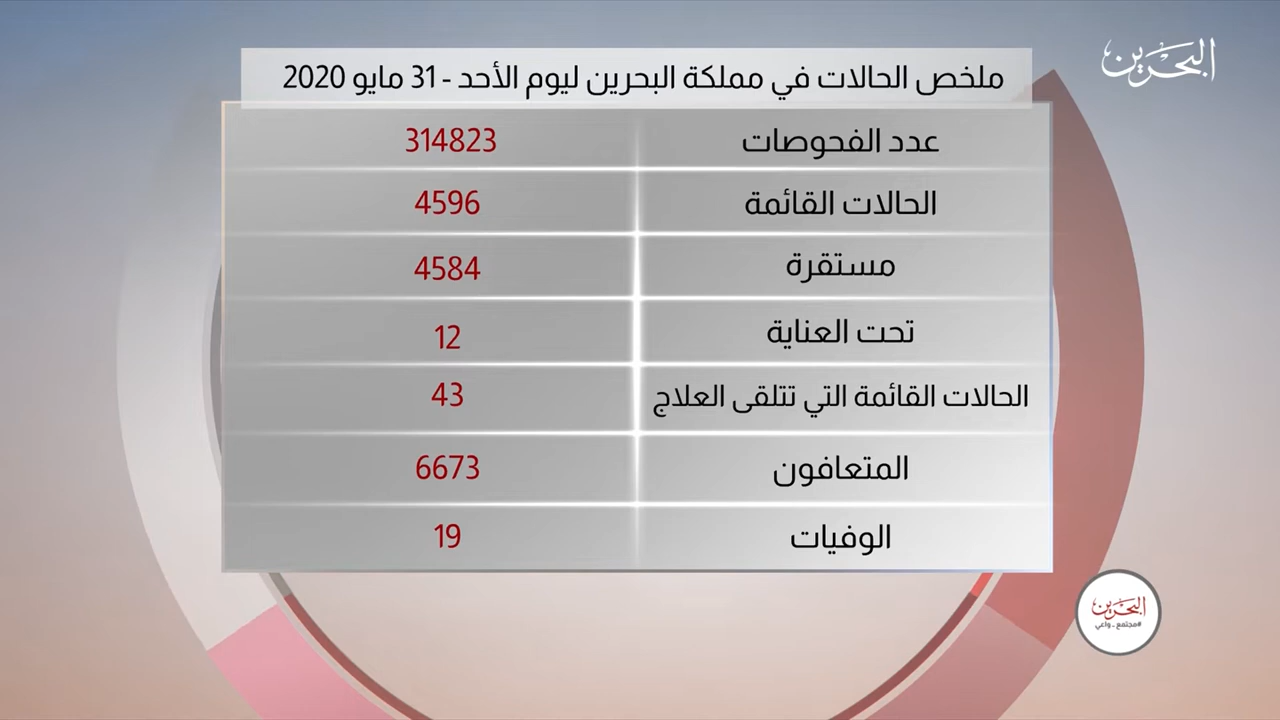 البحرين
ملخص الحالات في مملكة البحرين ليوم الأحد - 31 مايو 2020
عدد الفحوصات 314823
الحالات القائمة 4596
مستقرة 4584
تحت العناية 12
الحالات القائمة التي تتلقى العلاج 43
المتعافون 6673
الوفيات 19
البحرين
#مجتمع_واعي